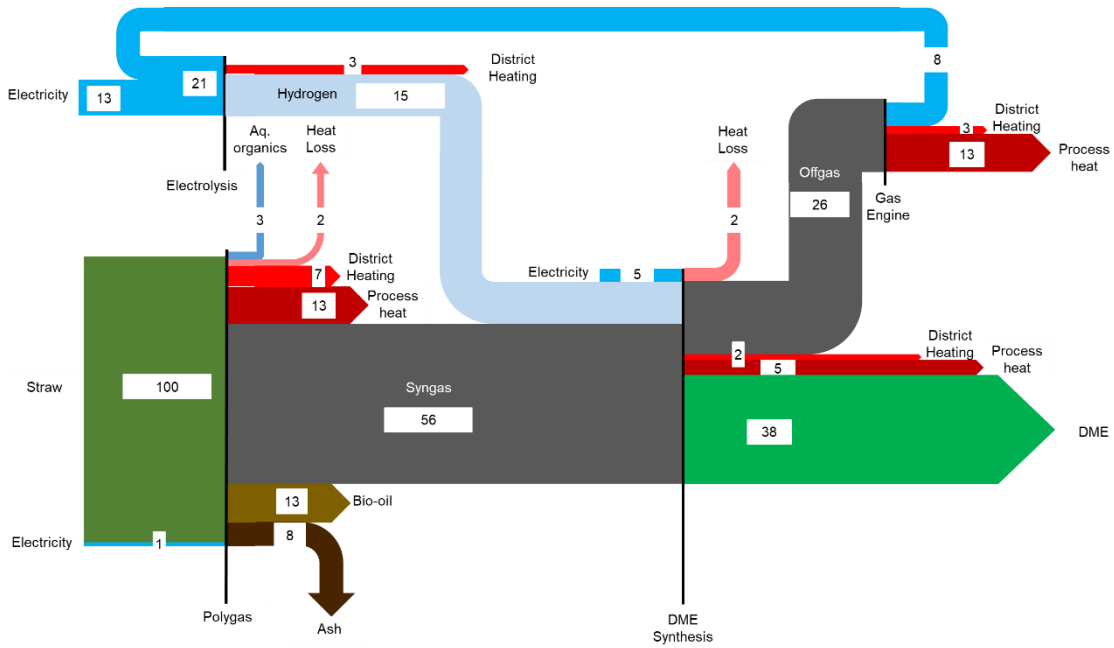 8
3
District
Heating
21
Electricity
13
Hydrogen
15
3
District
Heating
13
Process
heat
Aq.
organics
Heat
Loss
Heat
Loss
Electrolysis
Offgas
26
Gas
Engine
3
2
2
Electricity
5
7
District
Heating
13
Process
heat
2
District
Heating
Process
heat
5
Straw
100
Syngas
56
38
DME
13
Bio-oil
Electricity
1
8
Polygas
Ash
DME
Synthesis